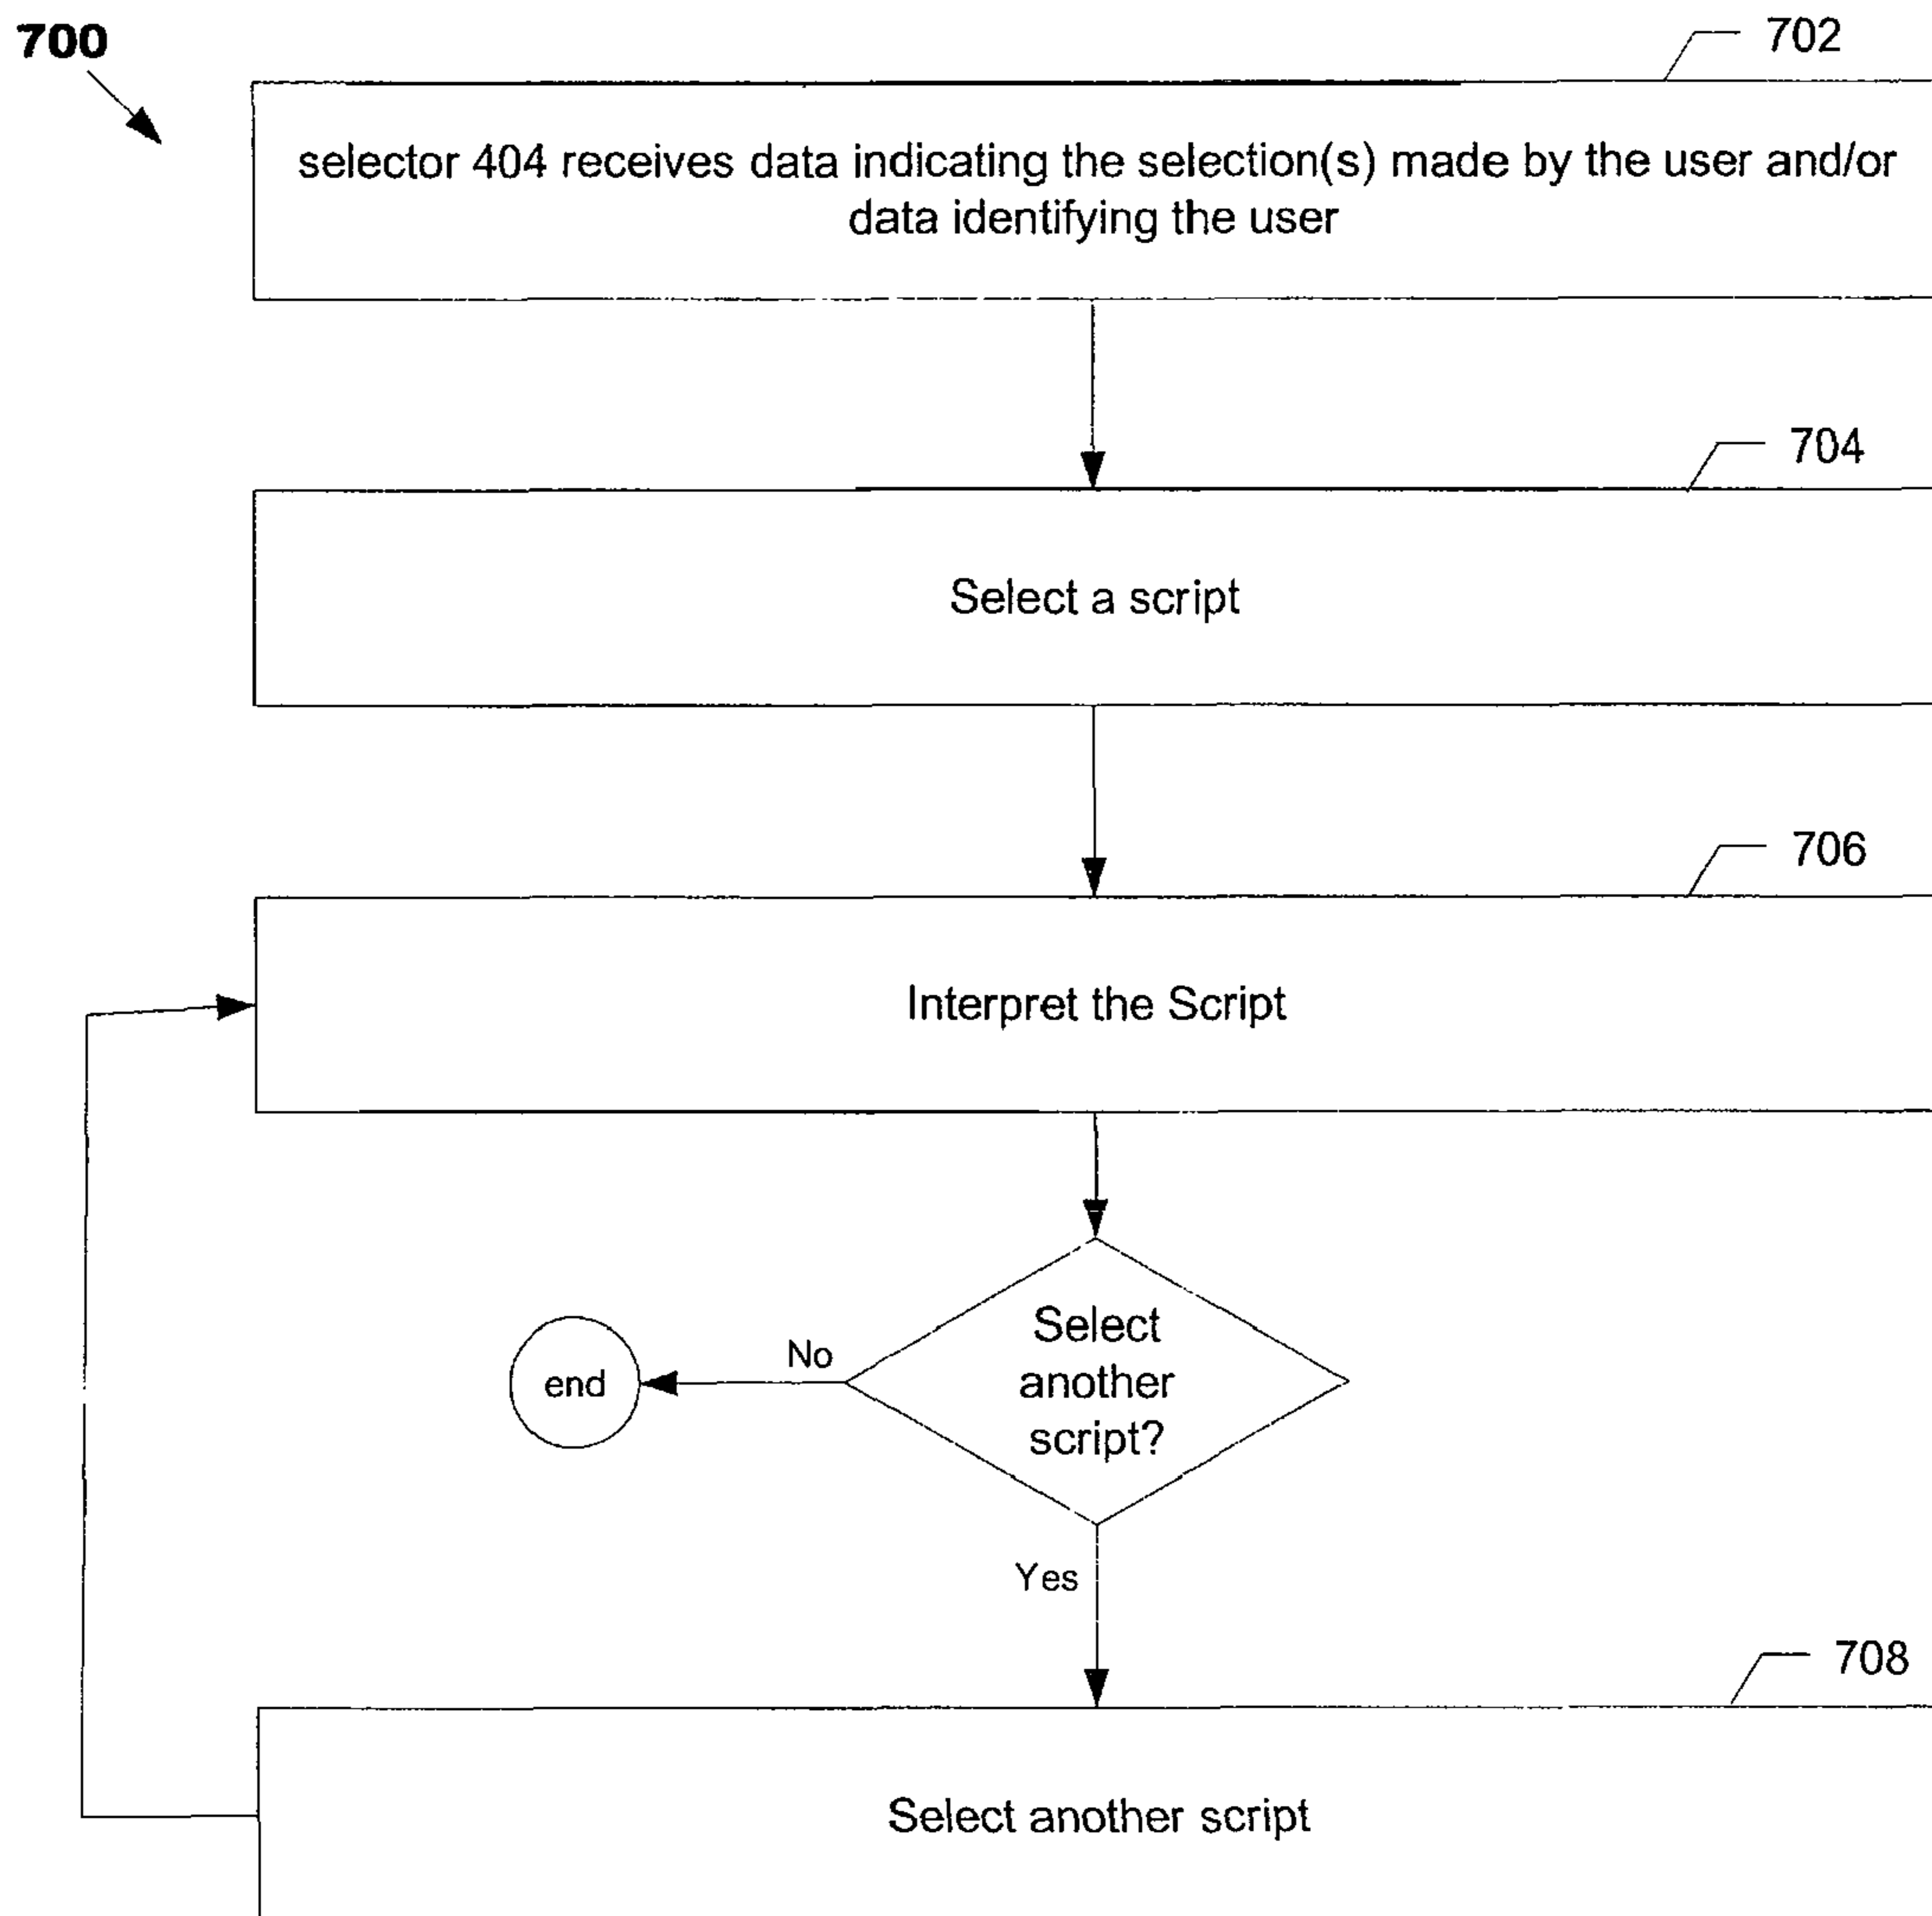 700
702
selector 404 receives data indicating the selection(s) made by the user and/or
data identifying the user
704
Select a script
706
Interpret the Script
Select
another
script?
No
end
Yes
708
Select another script